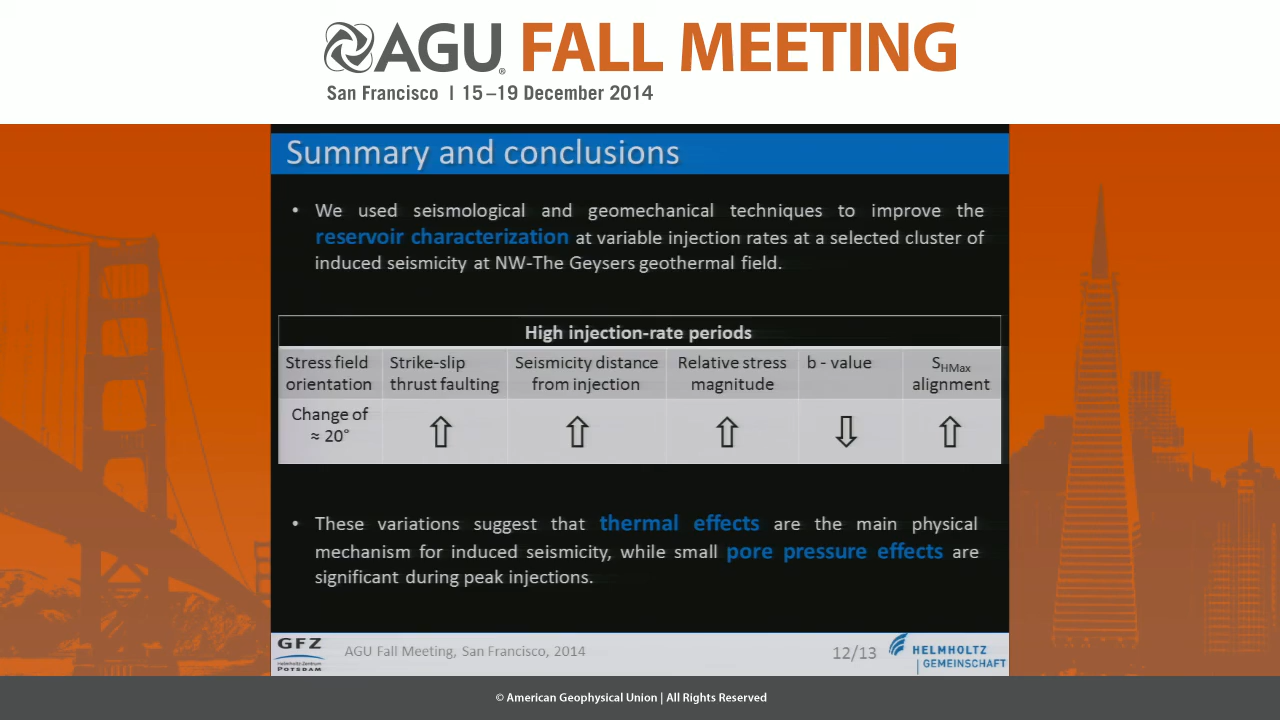 AGU FALL MEETING
San Francisco | 15–19 December 2014
Summary and conclusions
• We used seismological and geomechanical techniques to improve the
reservoir characterization at variable injection rates at a selected cluster of
induced seismicity at NW-The Geysers geothermal field.
High injection-rate periods
Stress field orientation
Strike-slip thrust faulting
Seismicity distance from injection
Relative stress magnitude
b - value
SHMax alignment
Change of ≈ 20°
⇧ ⇧ ⇧ ⇩ ⇧
• These variations suggest that thermal effects are the main physical
mechanism for induced seismicity, while small pore pressure effects are
significant during peak injections.
GFZ
Helmholtz-Zentrum
POTSDAM
AGU Fall Meeting, San Francisco, 2014
12/13
HELMHOLTZ
GEMEINSCHAFT
© American Geophysical Union | All Rights Reserved